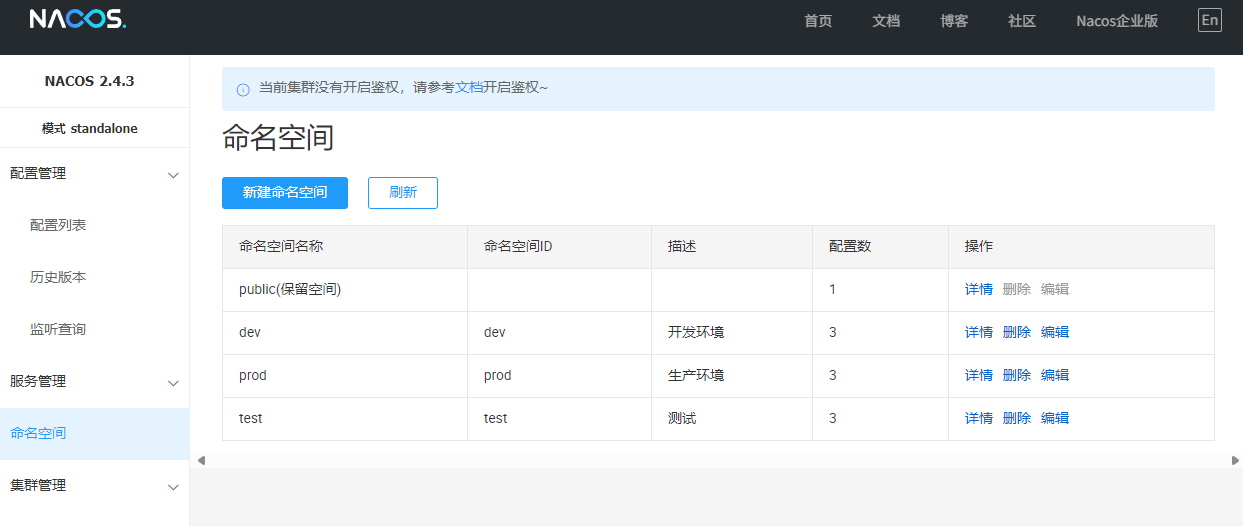 NACOS.
首页 文档 博客 社区 Nacos企业版 En
NACOS 2.4.3
模式 standalone
配置管理
配置列表
历史版本
监听查询
服务管理
命名空间
集群管理
当前集群没有开启鉴权，请参考文档开启鉴权~
命名空间
新建命名空间 刷新
命名空间名称 命名空间ID 描述 配置数 操作
public(保留空间) 1 详情 删除 编辑
dev dev 开发环境 3 详情 删除 编辑
prod prod 生产环境 3 详情 删除 编辑
test test 测试 3 详情 删除 编辑